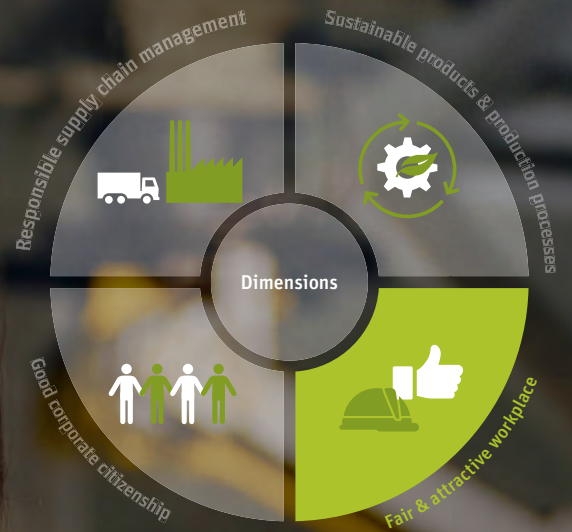 Responsible supply chain management
Sustainable products & production processes
Dimensions
Good corporate citizenship
Fair & attractive workplace